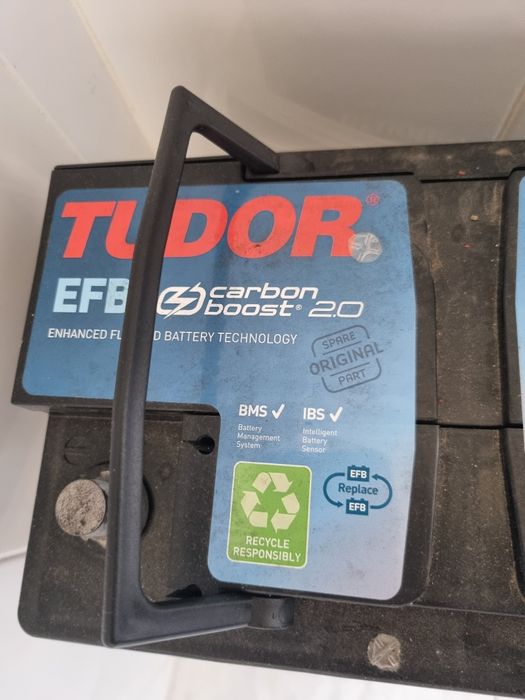 TUDOR®
EFB carbon
boost® 2.0
ENHANCED FL D BATTERY TECHNOLOGY
SPARE
ORIGINAL
PART
BMS ✓ IBS ✓
Battery
Management
System
Intelligent
Battery
Sensor
EFB
Replace
EFB
RECYCLE
RESPONSIBLY